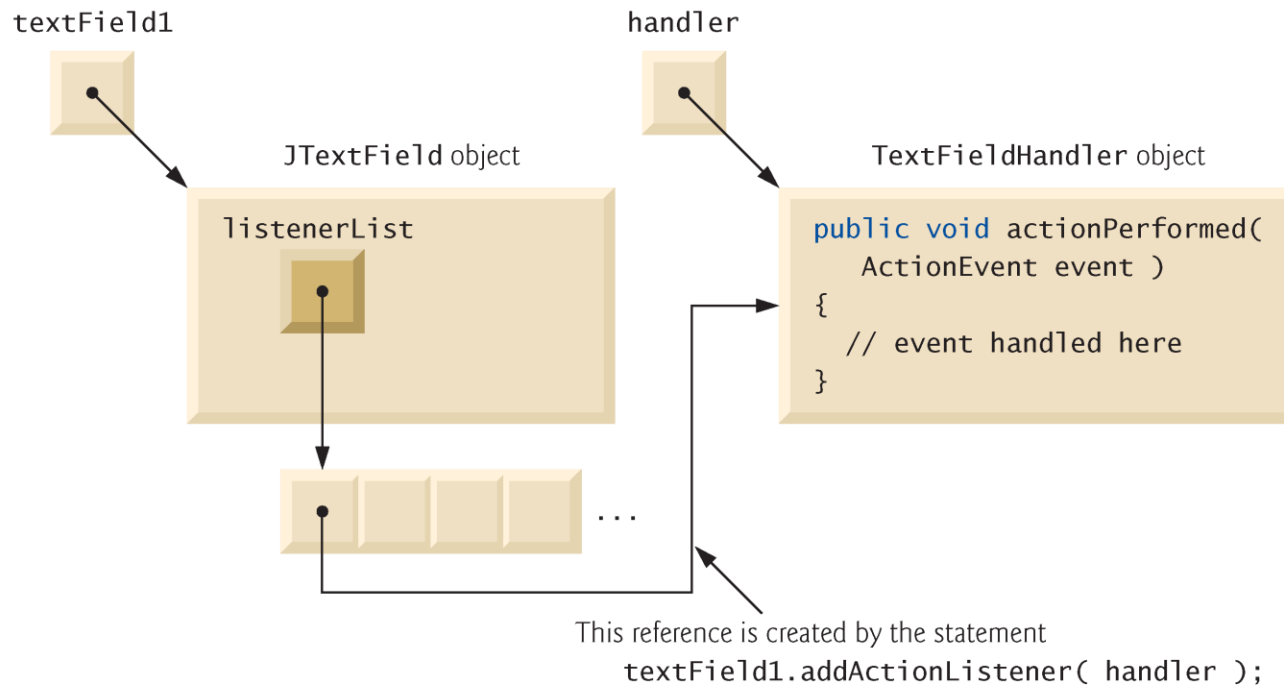 textField1
handler
JTextField object
TextFieldHandler object
listenerList
public void actionPerformed(
ActionEvent event )
{
// event handled here
}
...
This reference is created by the statement
textField1.addActionListener( handler );